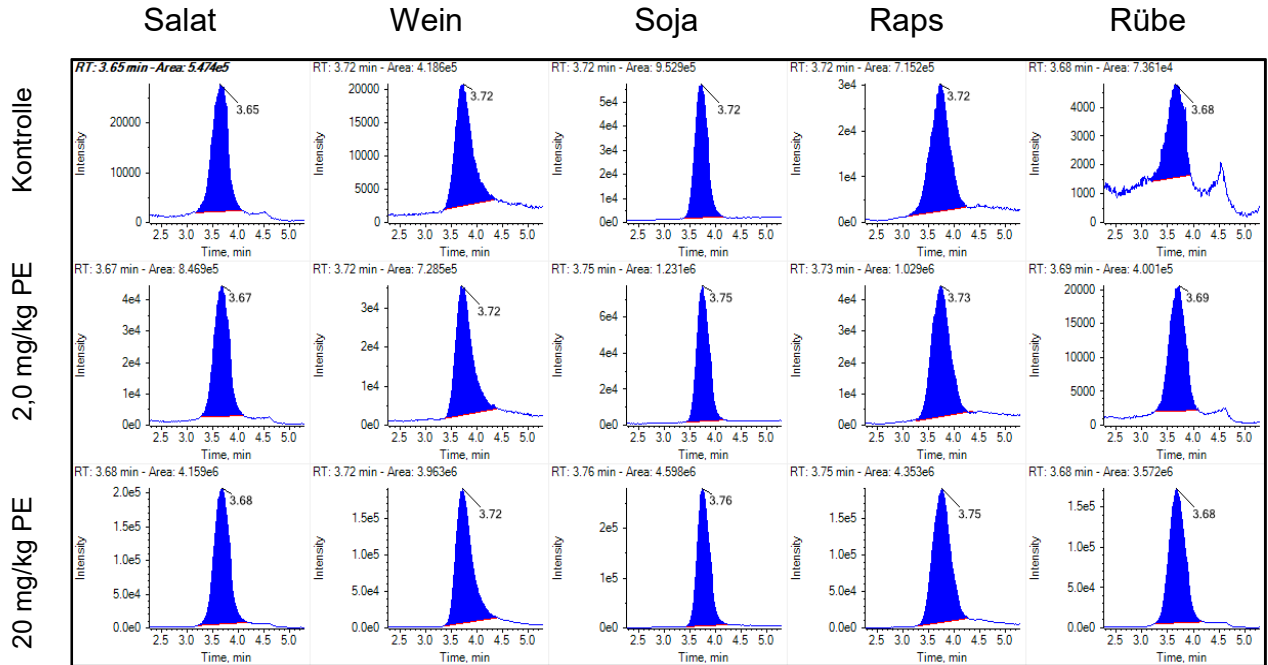 Salat Wein Soja Raps Rübe
Kontrolle
RT: 3.65 min - Area: 5.474e5 RT: 3.72 min - Area: 4.186e5 RT: 3.72 min - Area: 9.529e5 RT: 3.72 min - Area: 7.152e5 RT: 3.68 min - Area: 7.361e4
3.65 3.72 3.72 3.72 3.68
Intensity Intensity Intensity Intensity Intensity
20000 10000 0
20000 15000 10000 5000 0
6e4 5e4 4e4 3e4 2e4 1e4 0e0
3e4 2e4 1e4 0e0
4000 3000 2000 1000 0
2.5 3.0 3.5 4.0 4.5 5.0 2.5 3.0 3.5 4.0 4.5 5.0 2.5 3.0 3.5 4.0 4.5 5.0 2.5 3.0 3.5 4.0 4.5 5.0 2.5 3.0 3.5 4.0 4.5 5.0
Time, min Time, min Time, min Time, min Time, min
2,0 mg/kg PE
RT: 3.67 min - Area: 8.469e5 RT: 3.72 min - Area: 7.285e5 RT: 3.75 min - Area: 1.231e6 RT: 3.73 min - Area: 1.029e6 RT: 3.69 min - Area: 4.001e5
3.67 3.72 3.75 3.73 3.69
Intensity Intensity Intensity Intensity Intensity
4e4 3e4 2e4 1e4 0e0
3e4 2e4 1e4 0e0
6e4 4e4 2e4 0e0
4e4 3e4 2e4 1e4 0e0
20000 15000 10000 5000 0
2.5 3.0 3.5 4.0 4.5 5.0 2.5 3.0 3.5 4.0 4.5 5.0 2.5 3.0 3.5 4.0 4.5 5.0 2.5 3.0 3.5 4.0 4.5 5.0 2.5 3.0 3.5 4.0 4.5 5.0
Time, min Time, min Time, min Time, min Time, min
20 mg/kg PE
RT: 3.68 min - Area: 4.159e6 RT: 3.72 min - Area: 3.963e6 RT: 3.76 min - Area: 4.598e6 RT: 3.75 min - Area: 4.353e6 RT: 3.68 min - Area: 3.572e6
3.68 3.72 3.76 3.75 3.68
Intensity Intensity Intensity Intensity Intensity
2.0e5 1.5e5 1.0e5 5.0e4 0.0e0
1.5e5 1.0e5 5.0e4 0.0e0
2e5 1e5 0e0
1.5e5 1.0e5 5.0e4 0.0e0
1.5e5 1.0e5 5.0e4 0.0e0
2.5 3.0 3.5 4.0 4.5 5.0 2.5 3.0 3.5 4.0 4.5 5.0 2.5 3.0 3.5 4.0 4.5 5.0 2.5 3.0 3.5 4.0 4.5 5.0 2.5 3.0 3.5 4.0 4.5 5.0
Time, min Time, min Time, min Time, min Time, min